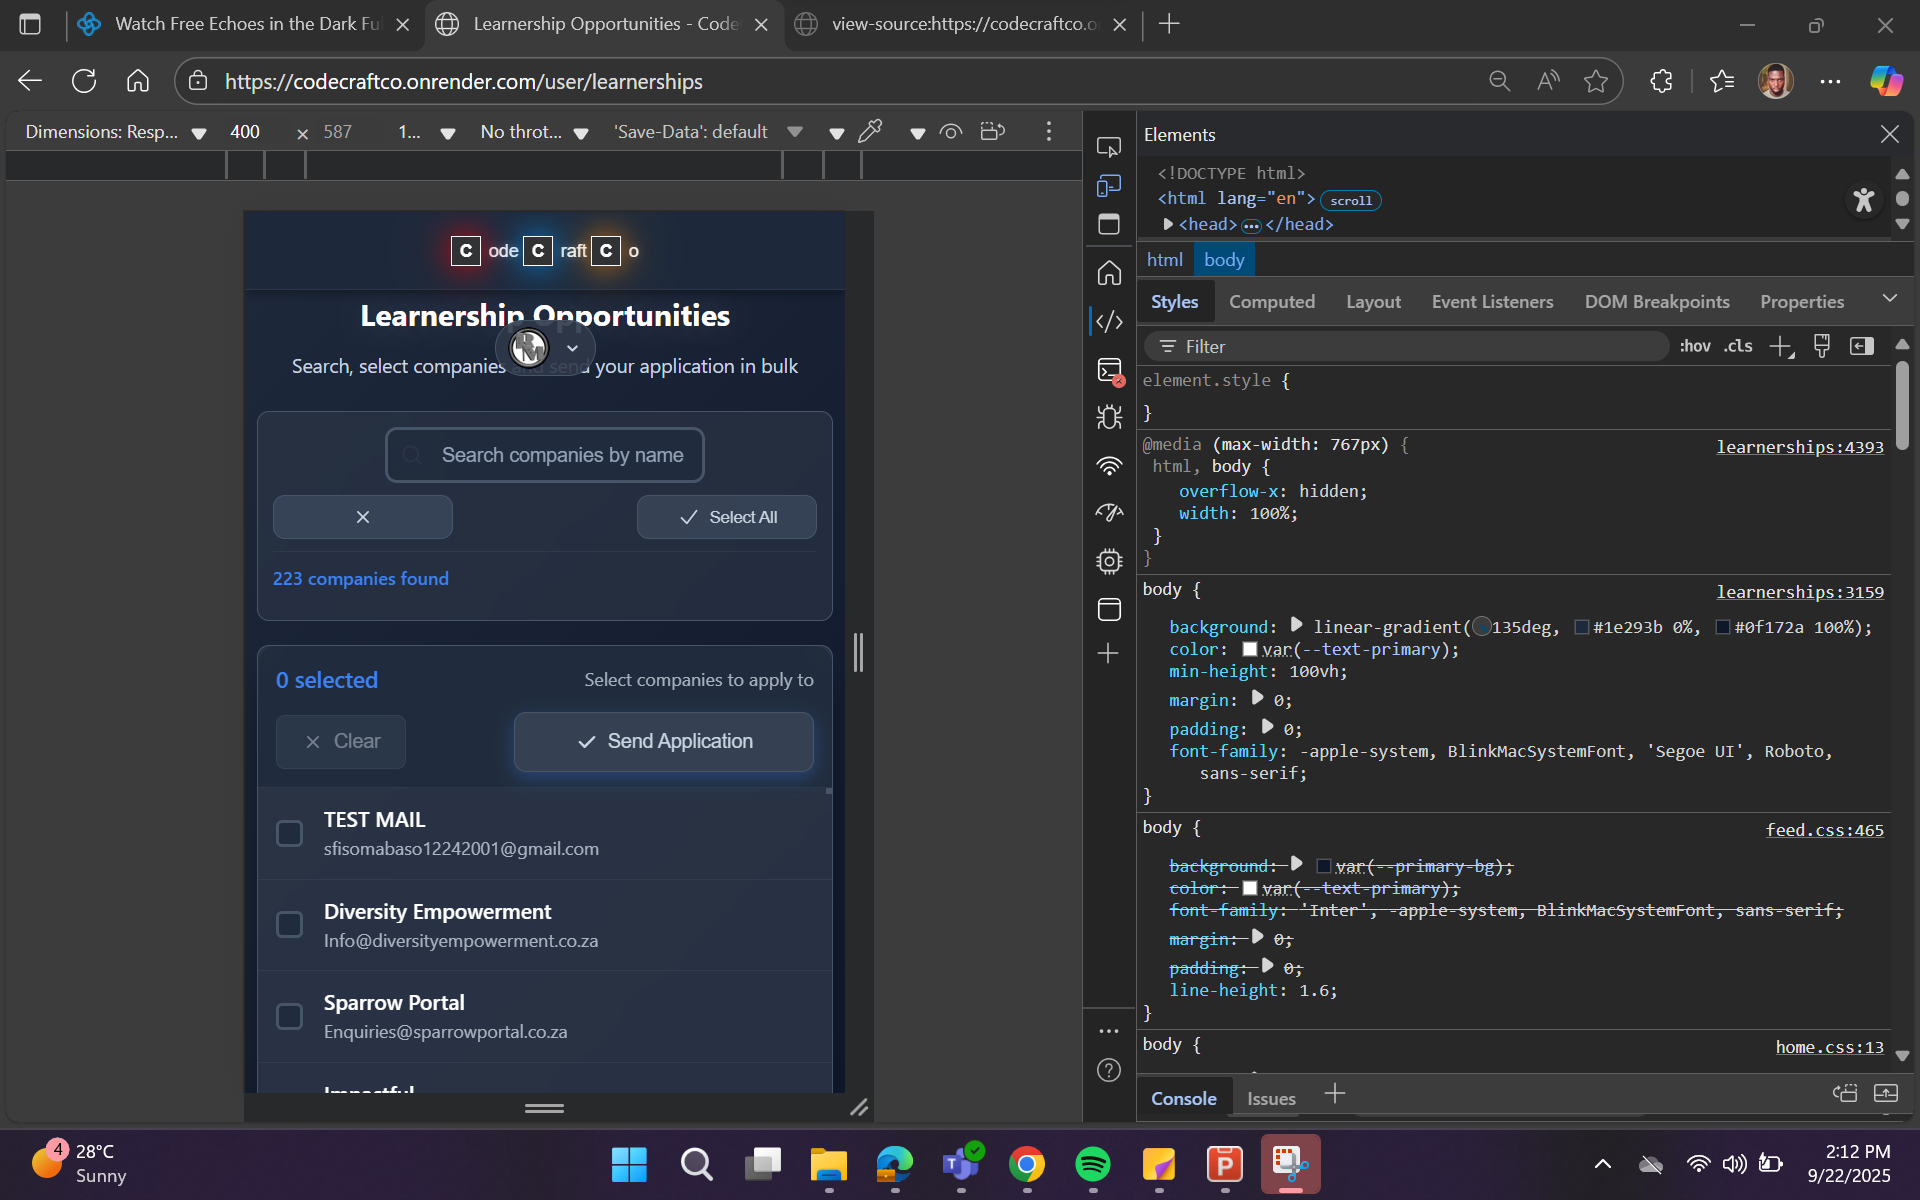 Watch Free Echoes in the Dark Ful
Learnership Opportunities - Code
view-source:https://codecraftco.o
https://codecraftco.onrender.com/user/learnerships
Dimensions: Resp... 400 × 587 1... No throt... 'Save-Data': default
C ode C raft C o
Learnership Opportunities
Search, select companies and send your application in bulk
Search companies by name
Select All
223 companies found
0 selected
Select companies to apply to
Clear
Send Application
TEST MAIL
sfisomabaso12242001@gmail.com
Diversity Empowerment
Info@diversityempowerment.co.za
Sparrow Portal
Enquiries@sparrowportal.co.za
Impactful
Elements
<!DOCTYPE html>
<html lang="en"> scroll
<head> ... </head>
html body
Styles Computed Layout Event Listeners DOM Breakpoints Properties
Filter
:hov .cls
element.style {
}
@media (max-width: 767px) {
learnerships:4393
html, body {
overflow-x: hidden;
width: 100%;
}
}
body {
learnerships:3159
background: linear-gradient(135deg, #1e293b 0%, #0f172a 100%);
color: var(--text-primary);
min-height: 100vh;
margin: 0;
padding: 0;
font-family: -apple-system, BlinkMacSystemFont, 'Segoe UI', Roboto,
sans-serif;
}
body {
feed.css:465
background: var(--primary-bg);
color: var(--text-primary);
font-family: 'Inter', -apple-system, BlinkMacSystemFont, sans-serif;
margin: 0;
padding: 0;
line-height: 1.6;
}
body {
home.css:13
Console Issues
4
28°C
Sunny
2:12 PM
9/22/2025